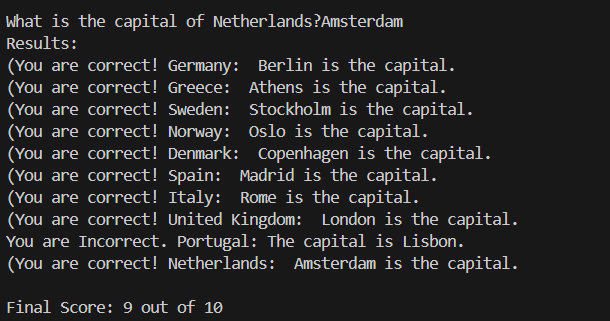 What is the capital of Netherlands?Amsterdam
Results:
(You are correct! Germany:  Berlin is the capital.
(You are correct! Greece:  Athens is the capital.
(You are correct! Sweden:  Stockholm is the capital.
(You are correct! Norway:  Oslo is the capital.
(You are correct! Denmark:  Copenhagen is the capital.
(You are correct! Spain:  Madrid is the capital.
(You are correct! Italy:  Rome is the capital.
(You are correct! United Kingdom:  London is the capital.
You are Incorrect. Portugal: The capital is Lisbon.
(You are correct! Netherlands:  Amsterdam is the capital.

Final Score: 9 out of 10